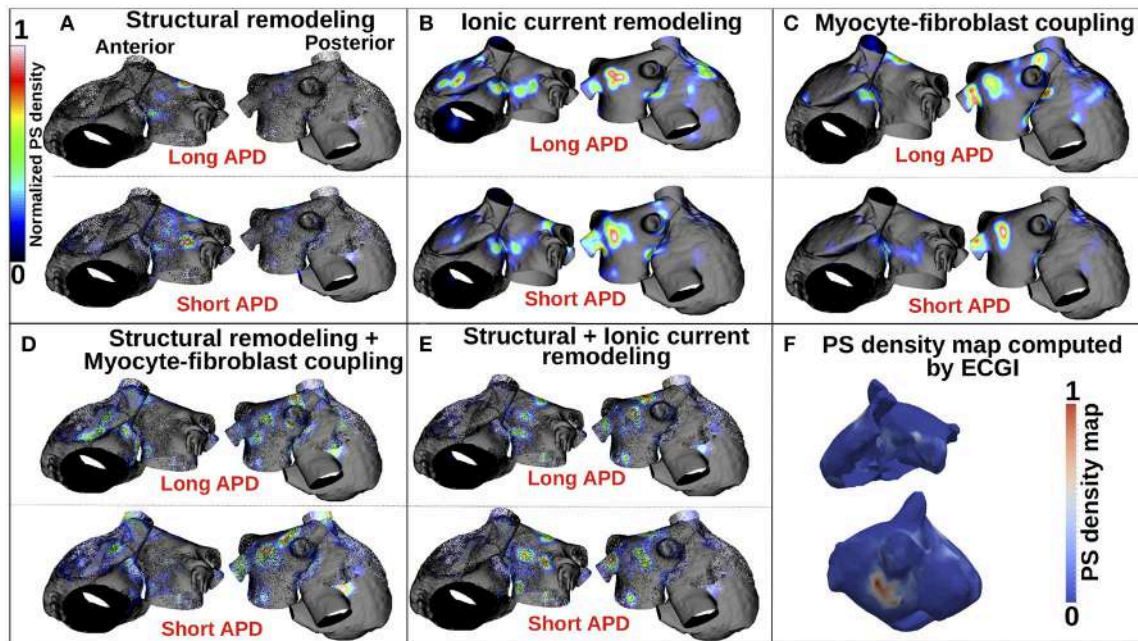 A Structural remodeling
1
Anterior
Posterior
Normalized PS density
0
Long APD
Short APD
B Ionic current remodeling
Long APD
Short APD
C Myocyte-fibroblast coupling
Long APD
Short APD
D Structural remodeling +
Myocyte-fibroblast coupling
Long APD
Short APD
E Structural + Ionic current
remodeling
Long APD
Short APD
F PS density map computed
by ECGI
1
PS density map
0